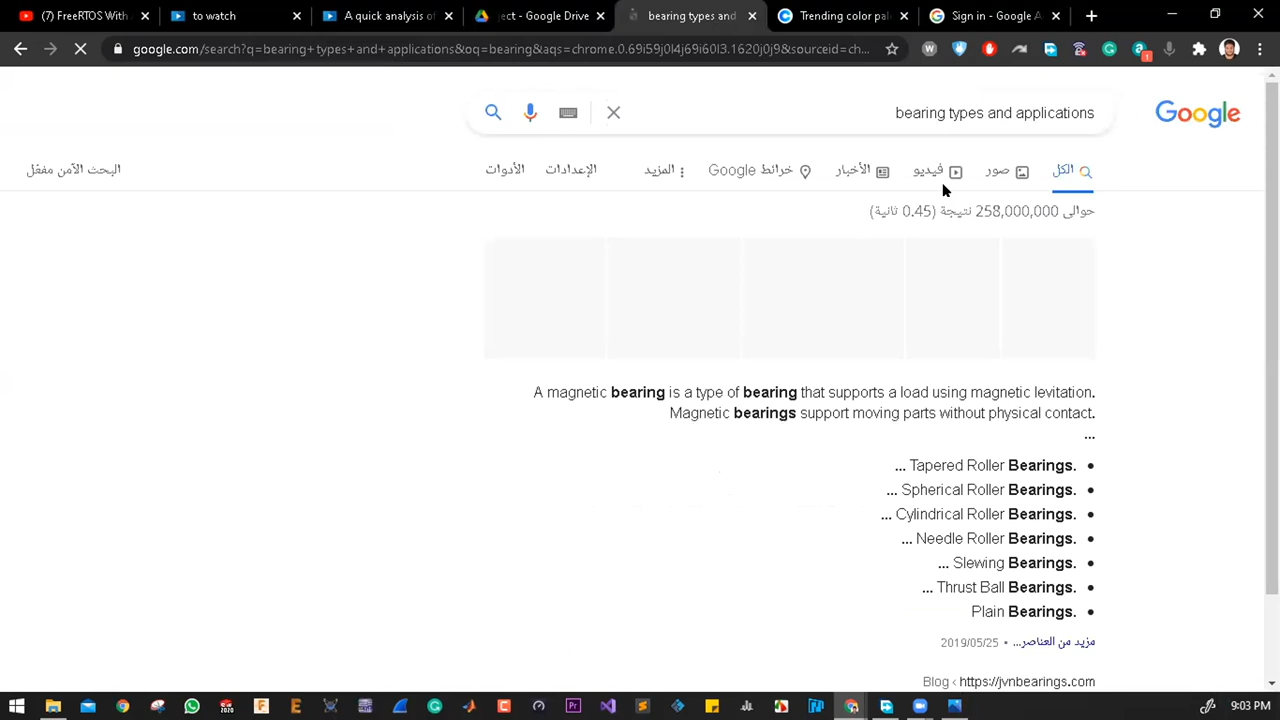 (7) FreeRTOS With
to watch
A quick analysis of
ject - Google Drive
bearing types and
Trending color pal
Sign in - Google A
google.com/search?q=bearing+types+and+applications&oq=bearing&aqs=chrome.0.69i59j0l4j69i60l3.1620j0j9&sourceid=ch...
bearing types and applications
Google
الكل
صور
فيديو
الأخبار
خرائط Google
المزيد
الإعدادات
الأدوات
البحث الآمن مفعّل
حوالى 258,000,000 نتيجة (0.45 ثانية)
A magnetic bearing is a type of bearing that supports a load using magnetic levitation.
Magnetic bearings support moving parts without physical contact.
...
... Tapered Roller Bearings.
... Spherical Roller Bearings.
... Cylindrical Roller Bearings.
... Needle Roller Bearings.
... Slewing Bearings.
... Thrust Ball Bearings.
Plain Bearings.
مزيد من العناصر... • 2019/05/25
Blog › https://jvnbearings.com
9:03 PM